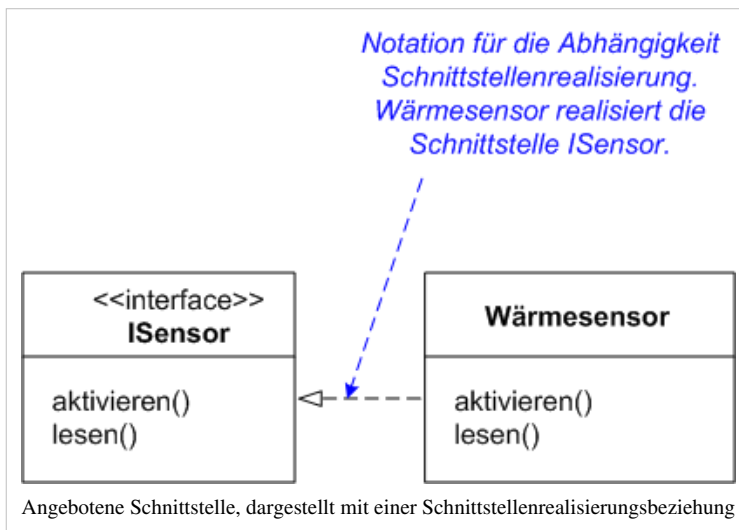 Notation für die Abhängigkeit
Schnittstellenrealisierung.
Wärmesensor realisiert die
Schnittstelle ISensor.
<<interface>>
ISensor
aktivieren()
lesen()
Wärmesensor
aktivieren()
lesen()
Angebotene Schnittstelle, dargestellt mit einer Schnittstellenrealisierungsbeziehung